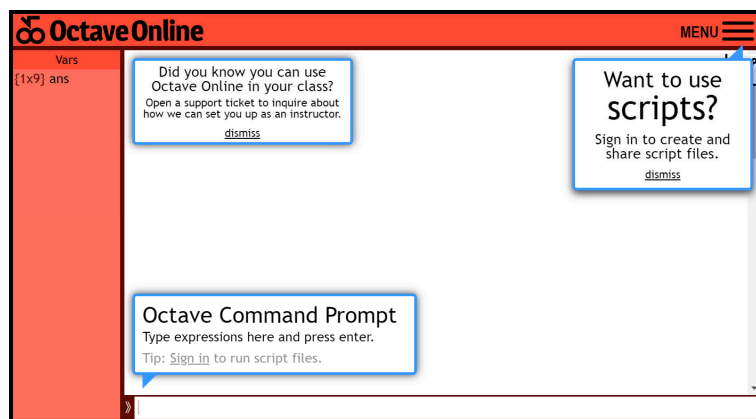 Octave Online
MENU
Vars
{1x9} ans
Did you know you can use
Octave Online in your class?
Open a support ticket to inquire about
how we can set you up as an instructor.
dismiss
Want to use
scripts?
Sign in to create and
share script files.
dismiss
Octave Command Prompt
Type expressions here and press enter.
Tip: Sign in to run script files.